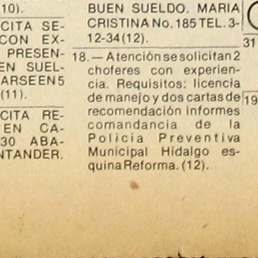 (10).
CITA SE-
CON EX-
PRESEN-
EN SUEL-
ARSE EN 5
(11).
CITA RE-
EN CA-
30 ABA-
NTANDER.
BUEN SUELDO. MARIA
CRISTINA No. 185 TEL. 3-
12-34 (12).
18.— Atención se solicitan 2
choferes con experien-
cia. Requisitos: licencia
de manejo y dos cartas de
recomendación informes
comandancia de la
Policía Preventiva
Municipal Hidalgo es-
quina Reforma. (12).
31
19